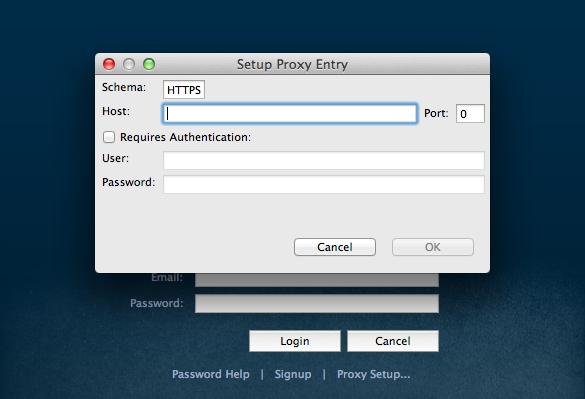 Setup Proxy Entry
Schema: HTTPS
Host: Port: 0
Requires Authentication:
User:
Password:
Cancel OK
Email:
Password:
Login Cancel
Password Help | Signup | Proxy Setup...